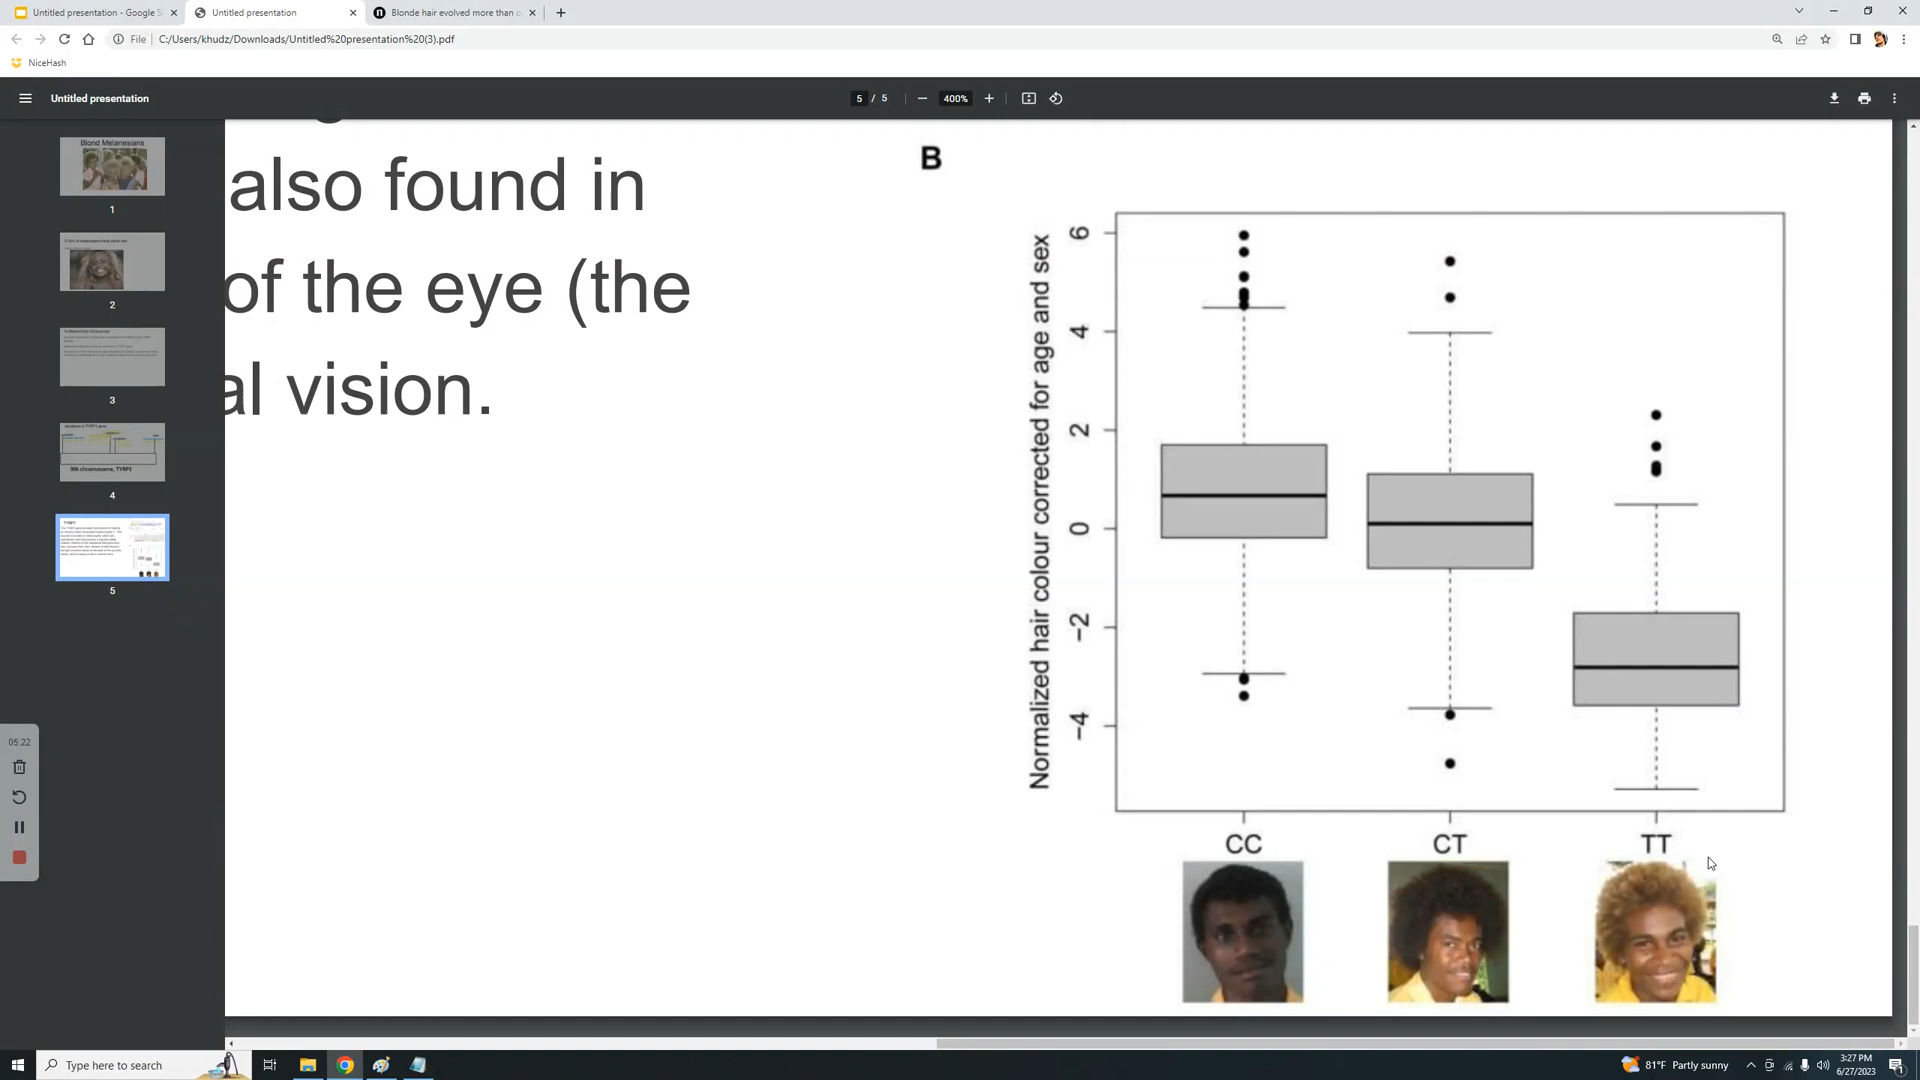 Untitled presentation - Google S
Untitled presentation
Blonde hair evolved more than o
File
C:/Users/khudz/Downloads/Untitled%20presentation%20(3).pdf
NiceHash
Untitled presentation
5 / 5
400%
Blond Melanesians
1
2
3
9th chromosome, TYRP1
4
TYRP1
5
also found in
of the eye (the
al vision.
B
Normalized hair colour corrected for age and sex
6
4
2
0
−2
−4
CC
CT
TT
05:22
Type here to search
81°F Partly sunny
3:27 PM
6/27/2023
1